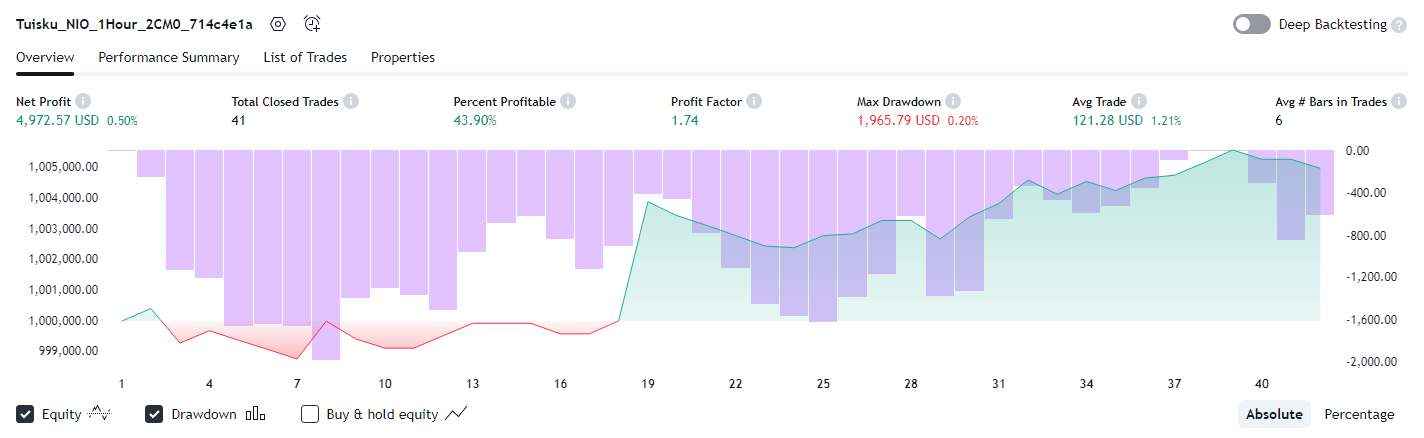 Tuisku_NIO_1Hour_2CM0_714c4e1a
Deep Backtesting ?
Overview Performance Summary List of Trades Properties
Net Profit Total Closed Trades Percent Profitable Profit Factor Max Drawdown Avg Trade Avg # Bars in Trades
4,972.57 USD 0.50% 41 43.90% 1.74 1,965.79 USD 0.20% 121.28 USD 1.21% 6
1,005,000.00
1,004,000.00
1,003,000.00
1,002,000.00
1,001,000.00
1,000,000.00
999,000.00
0.00
-400.00
-800.00
-1,200.00
-1,600.00
-2,000.00
1 4 7 10 13 16 19 22 25 28 31 34 37 40
Equity Drawdown Buy & hold equity Absolute Percentage